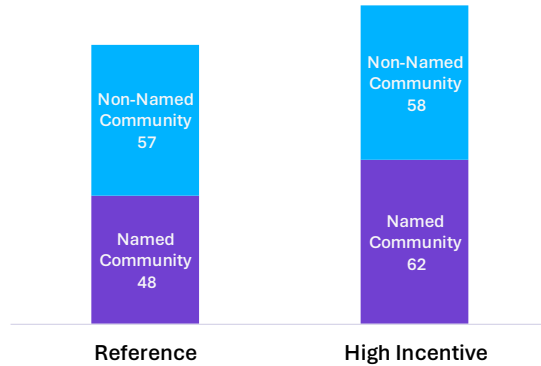 Non-Named
Community
57
Named
Community
48
Reference
Non-Named
Community
58
Named
Community
62
High Incentive